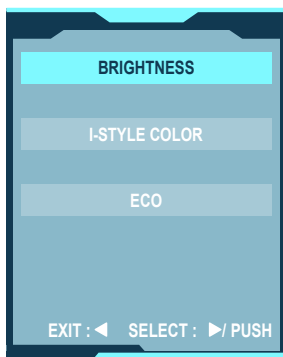 BRIGHTNESS
I-STYLE COLOR
ECO
EXIT : ◀ SELECT : ▶/ PUSH